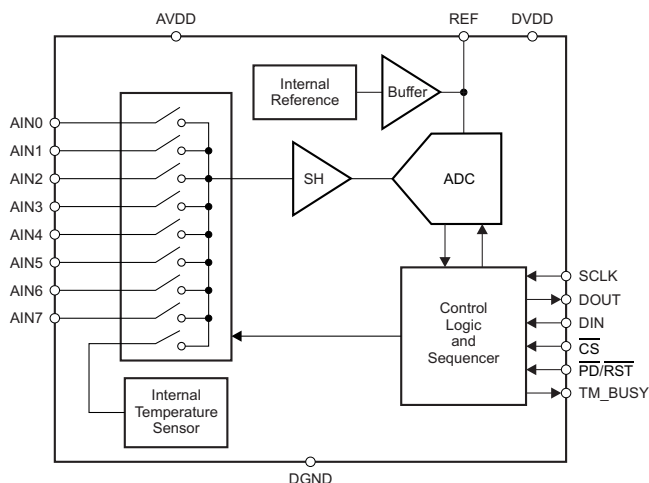 AVDD
REF
DVDD
Internal
Reference
Buffer
AIN0
AIN1
AIN2
AIN3
AIN4
AIN5
AIN6
AIN7
SH
ADC
Control
Logic
and
Sequencer
SCLK
DOUT
DIN
CS
PD/RST
TM_BUSY
Internal
Temperature
Sensor
DGND